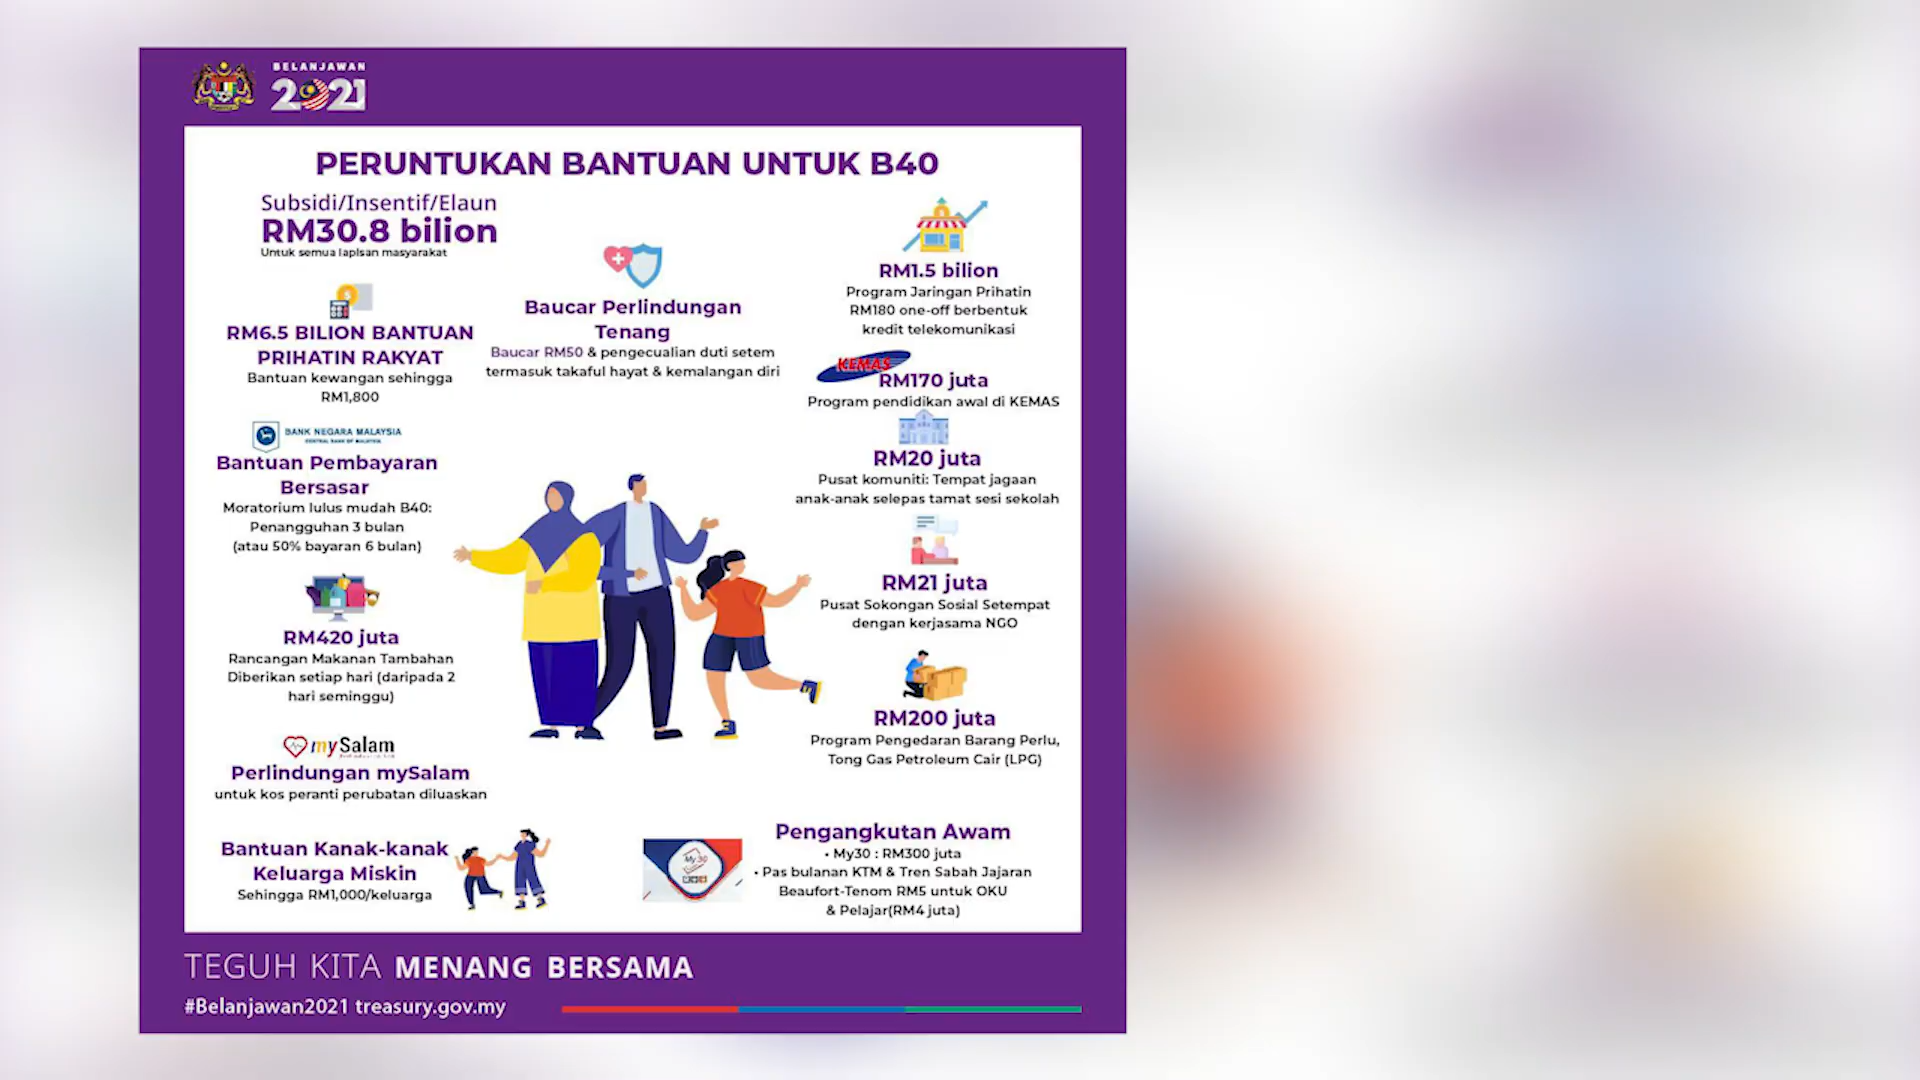 BELANJAWAN
2021
PERUNTUKAN BANTUAN UNTUK B40
Subsidi/Insentif/Elaun
RM30.8 bilion
Untuk semua lapisan masyarakat
RM6.5 BILION BANTUAN
PRIHATIN RAKYAT
Bantuan kewangan sehingga
RM1,800
BANK NEGARA MALAYSIA
CENTRAL BANK OF MALAYSIA
Bantuan Pembayaran
Bersasar
Moratorium lulus mudah B40:
Penangguhan 3 bulan
(atau 50% bayaran 6 bulan)
RM420 juta
Rancangan Makanan Tambahan
Diberikan setiap hari (daripada 2
hari seminggu)
mySalam
Perlindungan mySalam
untuk kos peranti perubatan diluaskan
Bantuan Kanak-kanak
Keluarga Miskin
Sehingga RM1,000/keluarga
Baucar Perlindungan
Tenang
Baucar RM50 & pengecualian duti setem
termasuk takaful hayat & kemalangan diri
RM1.5 bilion
Program Jaringan Prihatin
RM180 one-off berbentuk
kredit telekomunikasi
KEMAS
RM170 juta
Program pendidikan awal di KEMAS
RM20 juta
Pusat komuniti: Tempat jagaan
anak-anak selepas tamat sesi sekolah
RM21 juta
Pusat Sokongan Sosial Setempat
dengan kerjasama NGO
RM200 juta
Program Pengedaran Barang Perlu,
Tong Gas Petroleum Cair (LPG)
My30
Pengangkutan Awam
• My30 : RM300 juta
• Pas bulanan KTM & Tren Sabah Jajaran
Beaufort-Tenom RM5 untuk OKU
& Pelajar(RM4 juta)
TEGUH KITA MENANG BERSAMA
#Belanjawan2021 treasury.gov.my